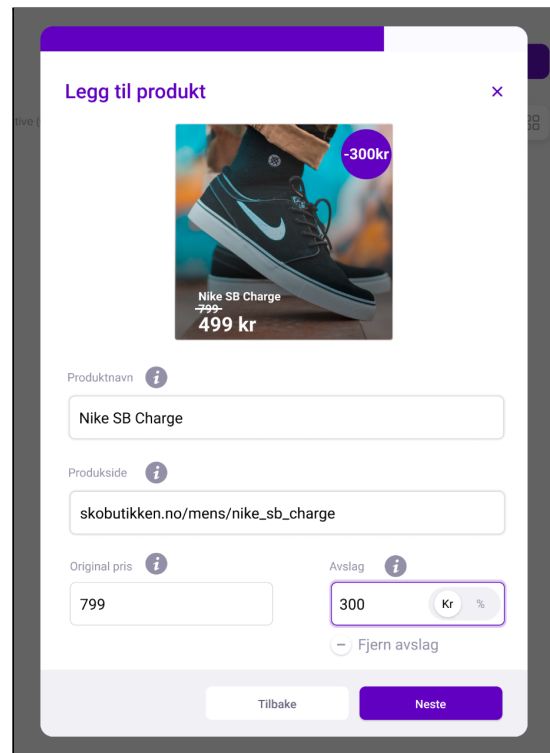 Legg til produkt
×
tive (
-300kr
Nike SB Charge
799
499 kr
Produktnavn i
Nike SB Charge
Produkside i
skobutikken.no/mens/nike_sb_charge
Original pris i
Avslag i
799
300
Kr %
Fjern avslag
Tilbake
Neste